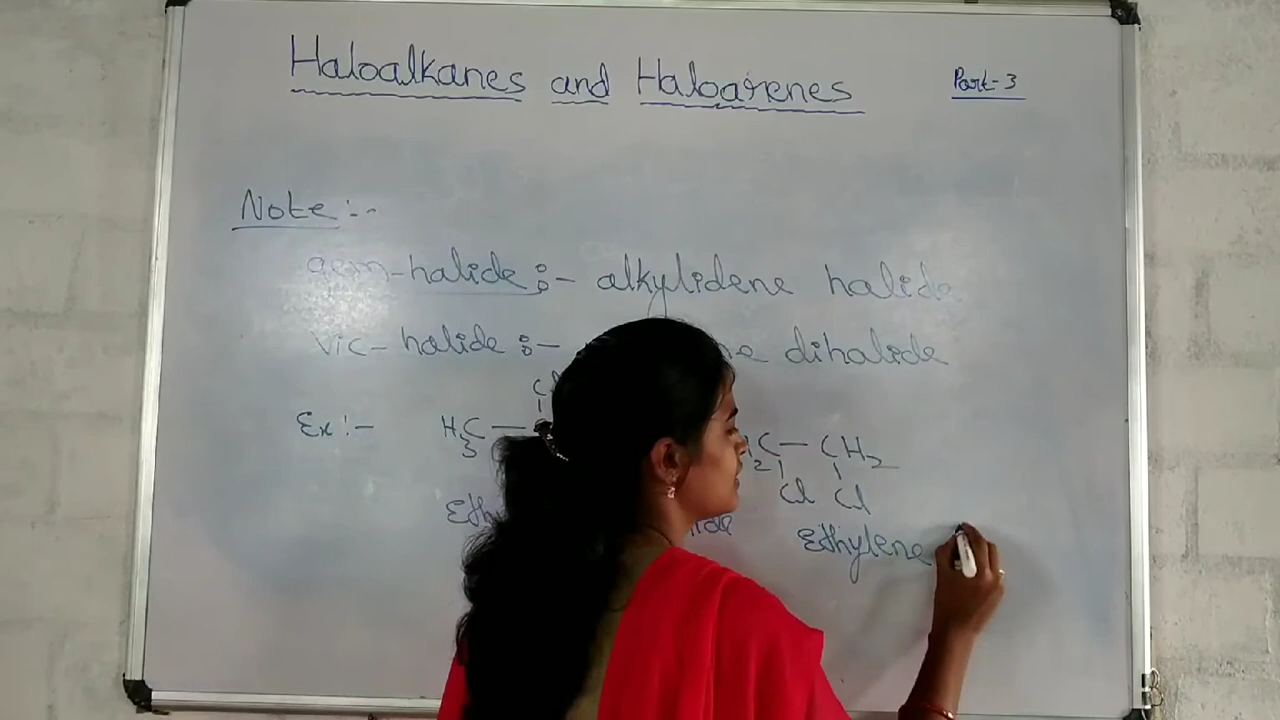 Haloalkanes and Haloarenes Part-3
Note:-
gem-halide :- alkylidene halide
vic-halide :- dihalide
Ex:- H3C— H2C—CH2
Cl Cl
Ethylene